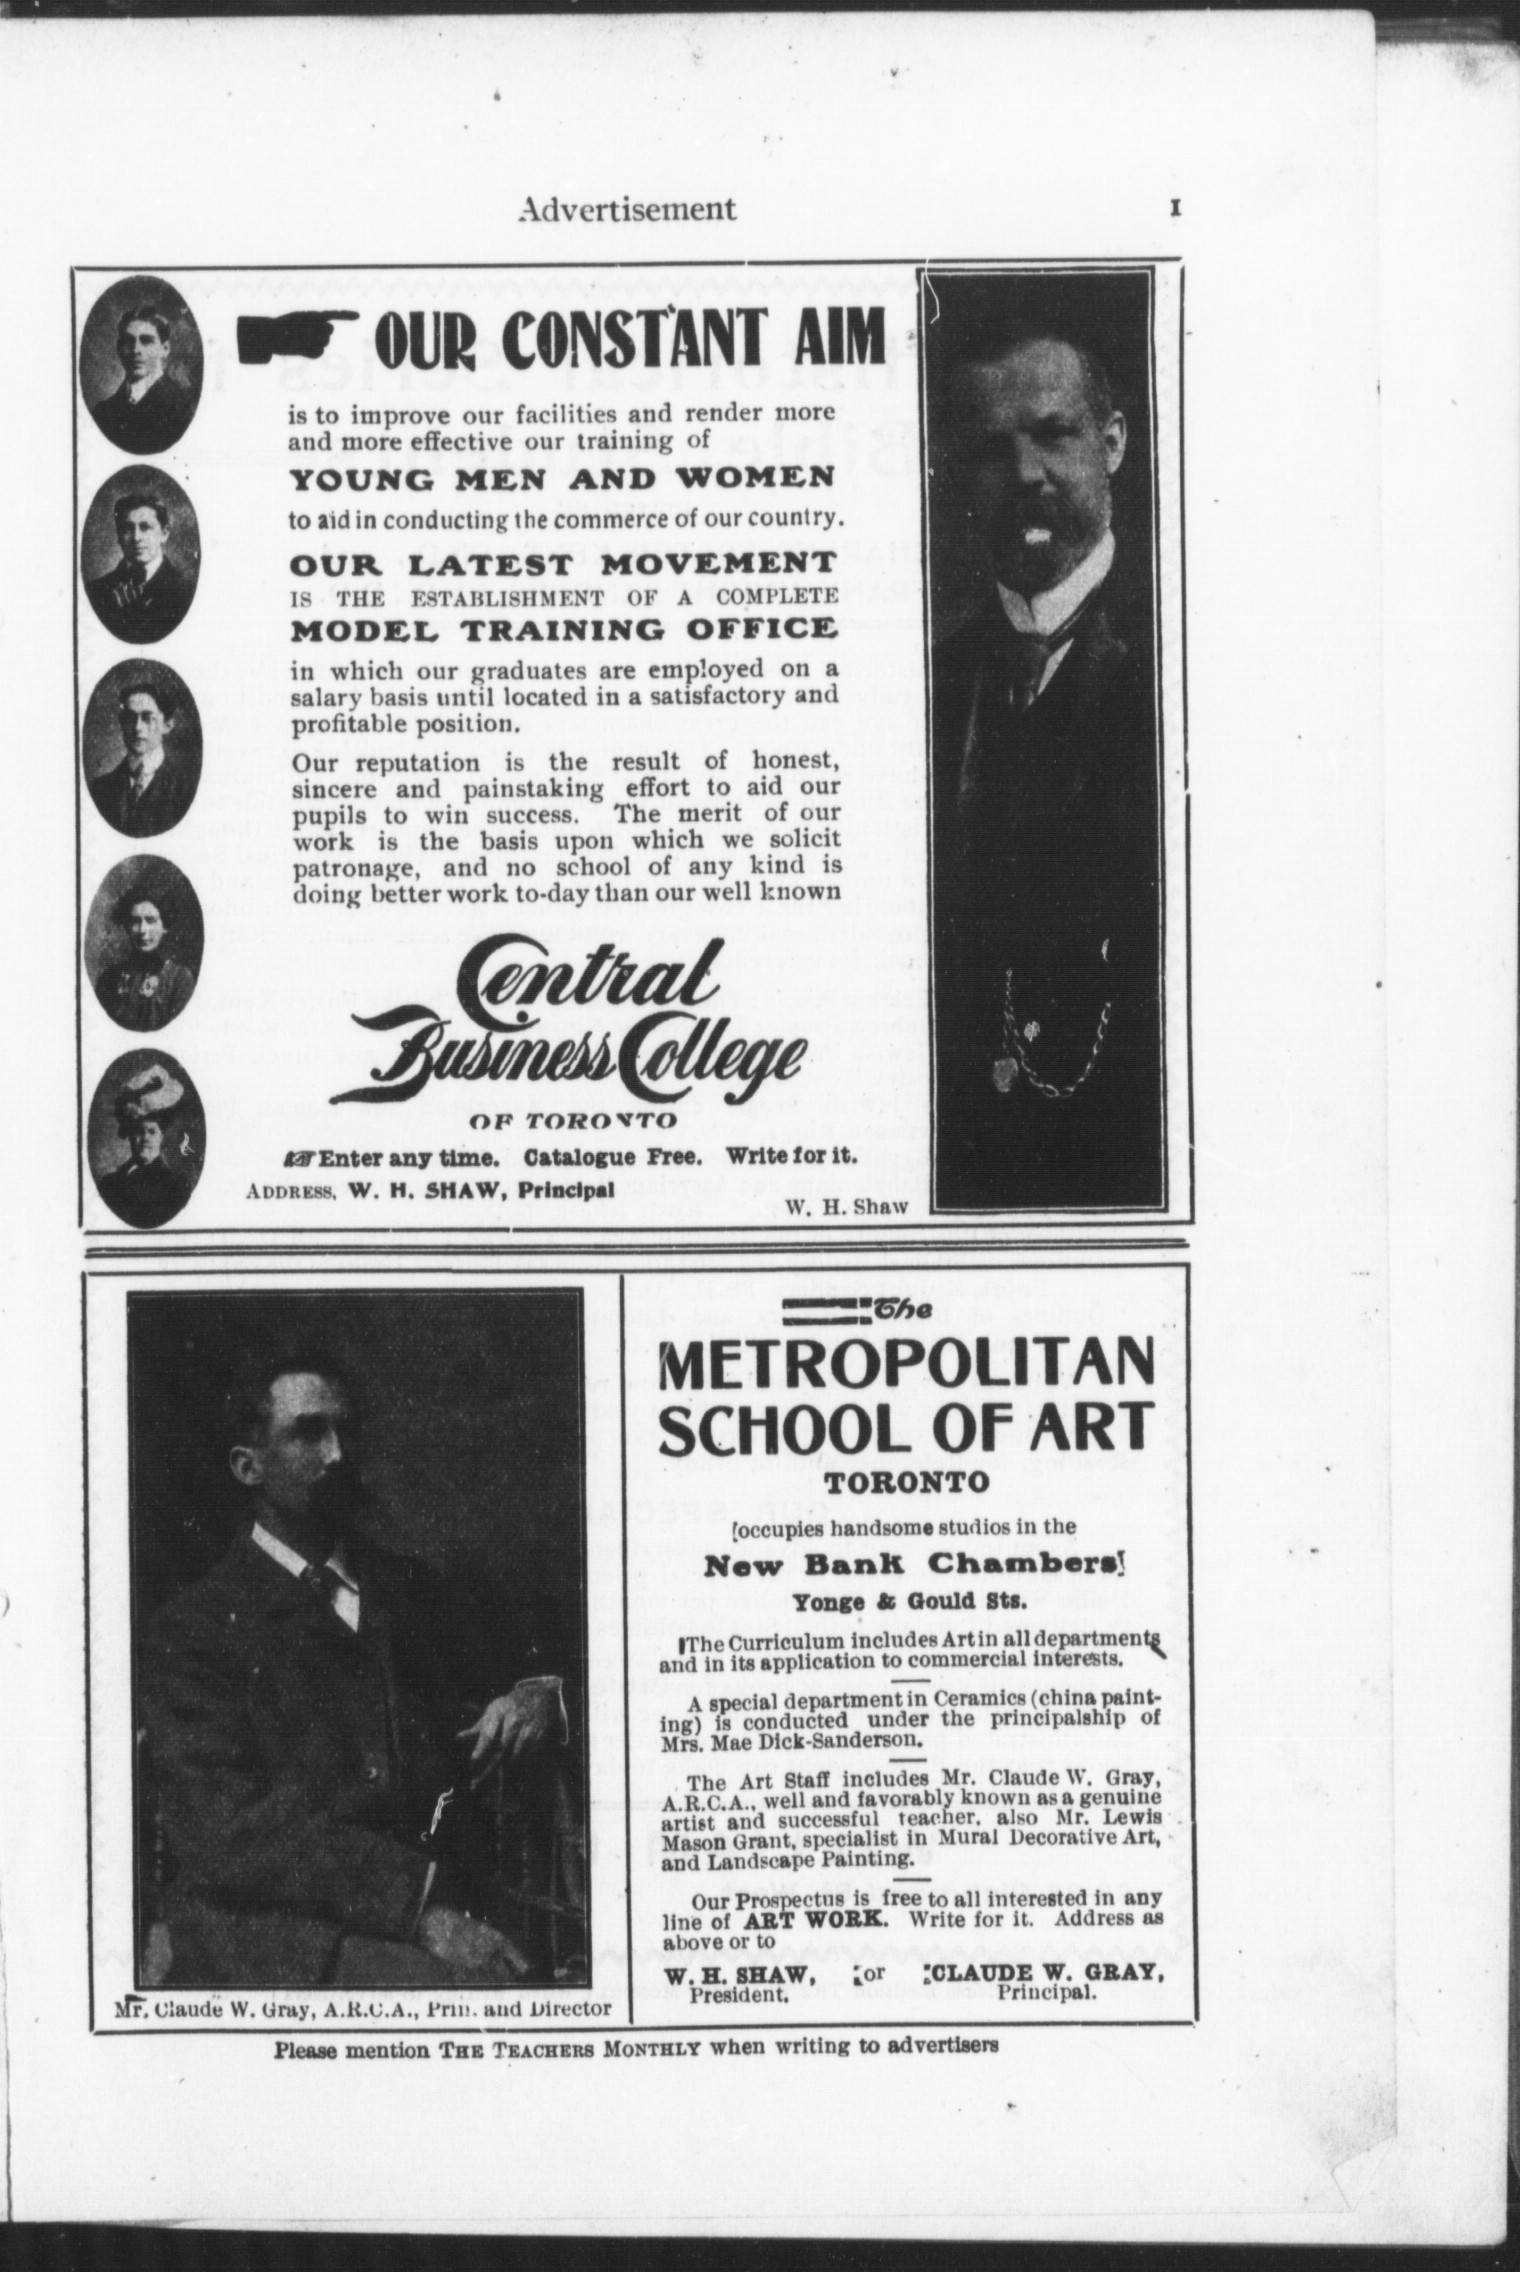 Advertisement 1
OUR CONSTANT AIM
is to improve our facilities and render more
and more effective our training of
YOUNG MEN AND WOMEN
to aid in conducting the commerce of our country.
OUR LATEST MOVEMENT
IS THE ESTABLISHMENT OF A COMPLETE
MODEL TRAINING OFFICE
in which our graduates are employed on a
salary basis until located in a satisfactory and
profitable position.
Our reputation is the result of honest,
sincere and painstaking effort to aid our
pupils to win success. The merit of our
work is the basis upon which we solicit
patronage, and no school of any kind is
doing better work to-day than our well known
Central
Business College
OF TORONTO
☞Enter any time. Catalogue Free. Write for it.
ADDRESS, W. H. SHAW, Principal
W. H. Shaw
Mr. Claude W. Gray, A.R.C.A., Prin. and Director
The
METROPOLITAN
SCHOOL OF ART
TORONTO
occupies handsome studios in the
New Bank Chambers
Yonge & Gould Sts.
The Curriculum includes Art in all departments
and in its application to commercial interests.
A special department in Ceramics (china paint-
ing) is conducted under the principalship of
Mrs. Mae Dick-Sanderson.
The Art Staff includes Mr. Claude W. Gray,
A.R.C.A., well and favorably known as a genuine
artist and successful teacher, also Mr. Lewis
Mason Grant, specialist in Mural Decorative Art,
and Landscape Painting.
Our Prospectus is free to all interested in any
line of ART WORK. Write for it. Address as
above or to
W. H. SHAW, or CLAUDE W. GRAY,
President. Principal.
Please mention THE TEACHERS MONTHLY when writing to advertisers